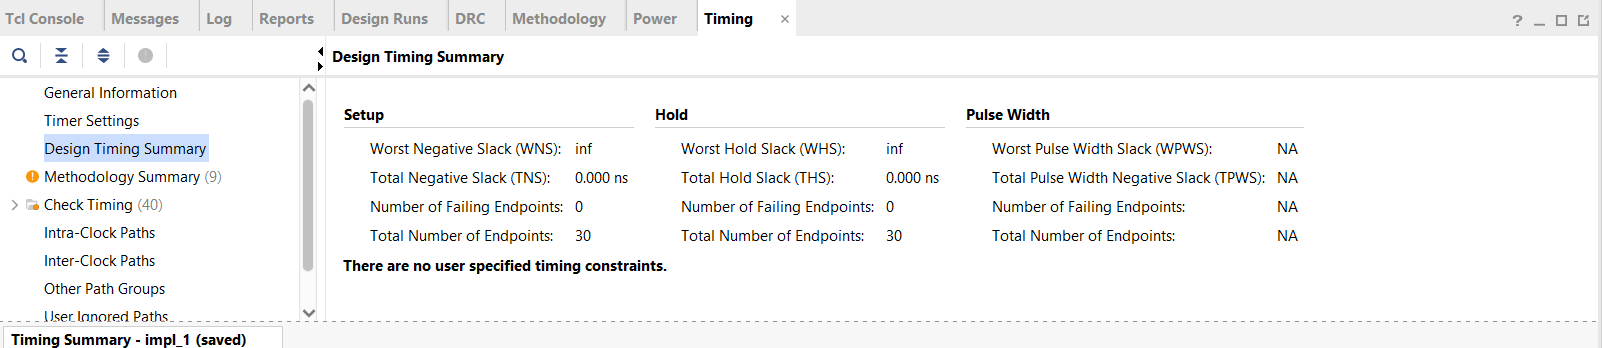 Tcl Console Messages Log Reports Design Runs DRC Methodology Power Timing × ? _
Design Timing Summary
General Information
Timer Settings
Design Timing Summary
Methodology Summary (9)
Check Timing (40)
Intra-Clock Paths
Inter-Clock Paths
Other Path Groups
User Ignored Paths
Setup Hold Pulse Width
Worst Negative Slack (WNS): inf Worst Hold Slack (WHS): inf Worst Pulse Width Slack (WPWS): NA
Total Negative Slack (TNS): 0.000 ns Total Hold Slack (THS): 0.000 ns Total Pulse Width Negative Slack (TPWS): NA
Number of Failing Endpoints: 0 Number of Failing Endpoints: 0 Number of Failing Endpoints: NA
Total Number of Endpoints: 30 Total Number of Endpoints: 30 Total Number of Endpoints: NA
There are no user specified timing constraints.
Timing Summary - impl_1 (saved)